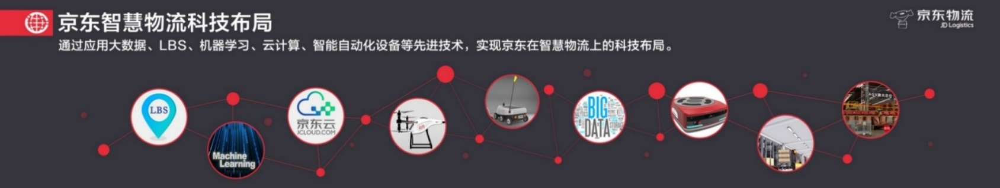 京东智慧物流科技布局
京东物流
JD Logistics
通过应用大数据、LBS、机器学习、云计算、智能自动化设备等先进技术，实现京东在智慧物流上的科技布局。
LBS
Machine
Learning
京东云
JCLOUD.COM
BIG
DATA
STORAGE